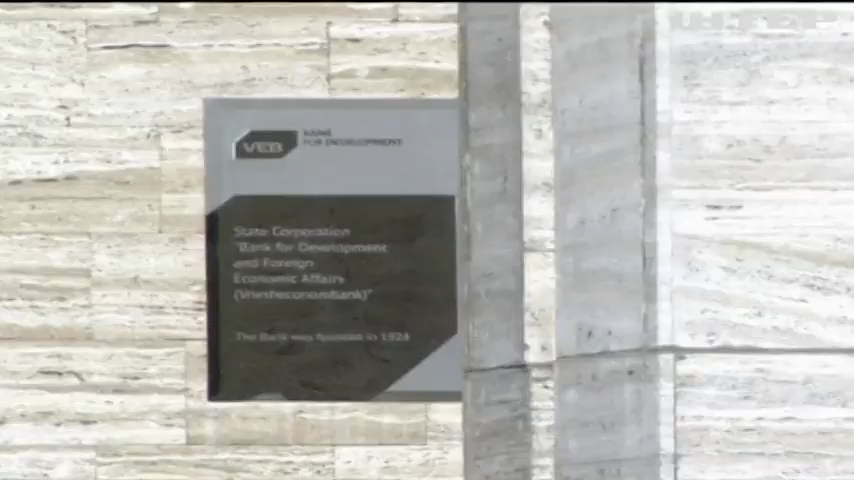 VEB
BANK
FOR DEVELOPMENT
State Corporation
"Bank for Development
and Foreign
Economic Affairs
(Vnesheconombank)"
The Bank was founded in 1924